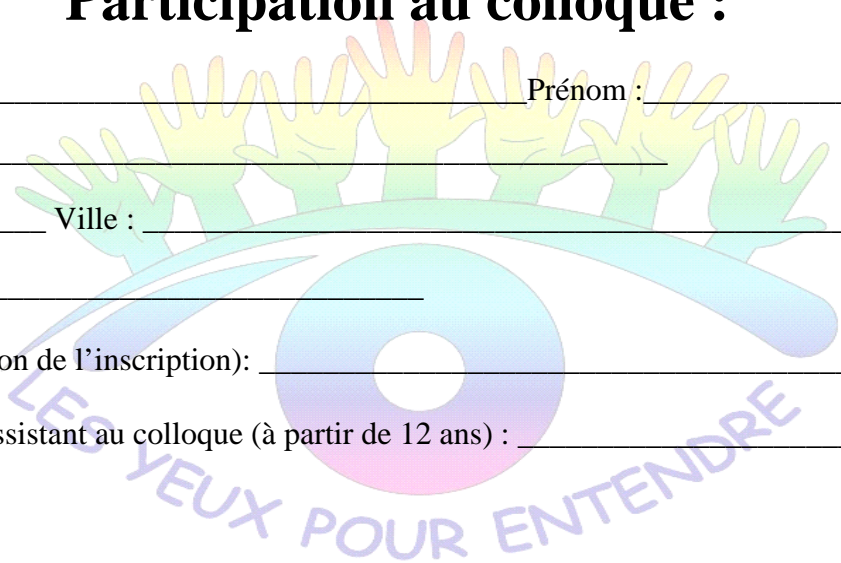 Participation au colloque :
Prénom :
Ville :
on de l’inscription):
ssistant au colloque (à partir de 12 ans) :
LES YEUX POUR ENTENDRE